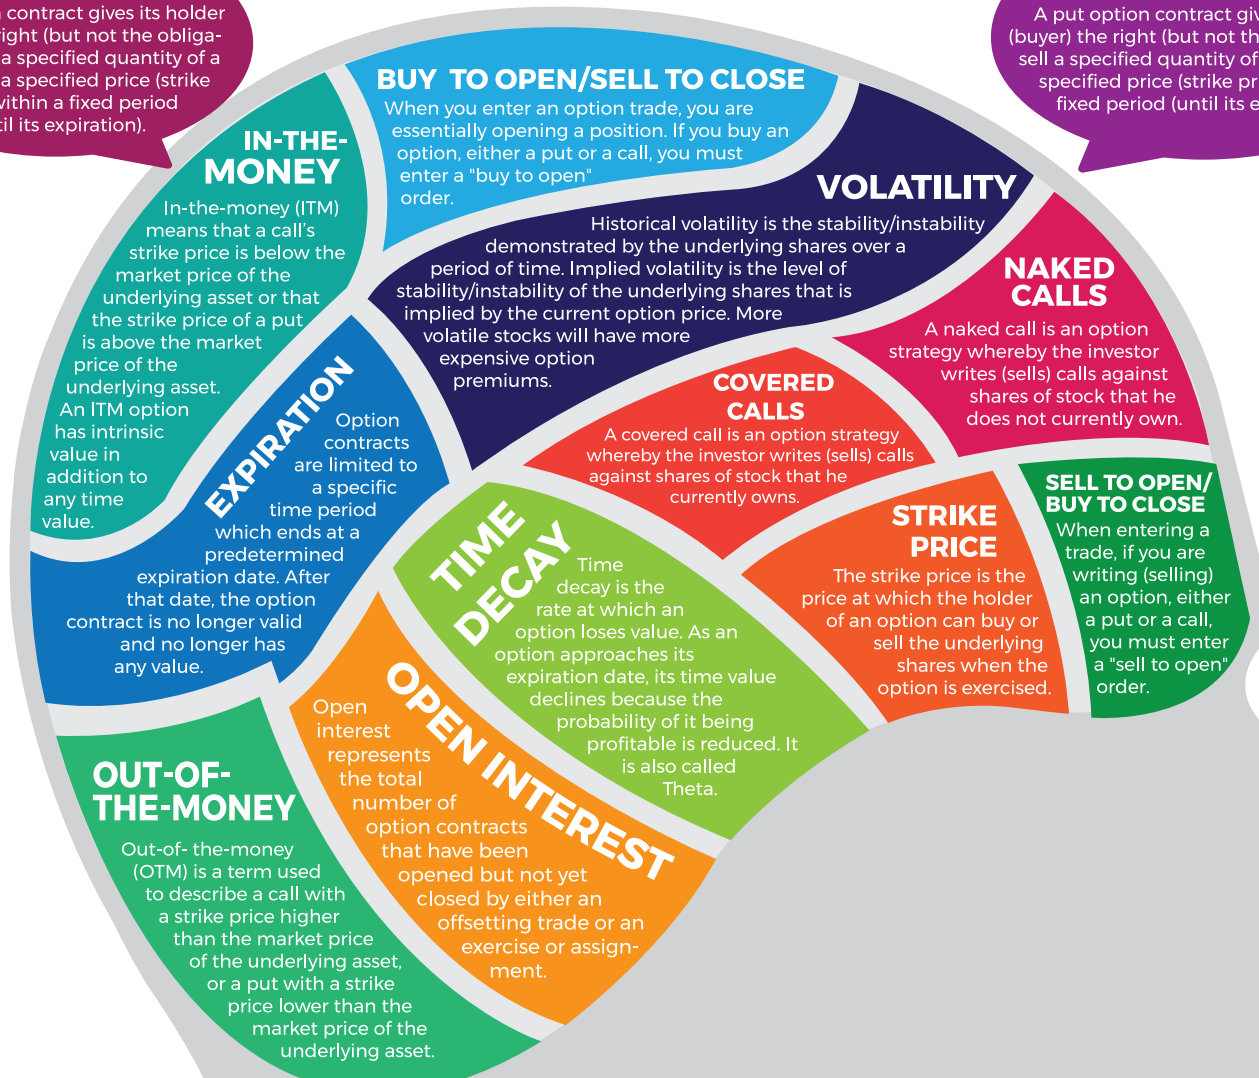 contract gives its holder
right (but not the obliga-
a specified quantity of a
a specified price (strike
within a fixed period
its expiration).
A put option contract
(buyer) the right (but not
sell a specified quantity of
specified price (strike
fixed period (until its
IN-THE-
MONEY
In-the-money (ITM)
means that a call's
strike price is below the
market price of the
underlying asset or that
the strike price of a put
is above the market
price of the
underlying asset.
An ITM option
has intrinsic
value in
addition to
any time
value.
BUY TO OPEN/SELL TO CLOSE
When you enter an option trade, you are
essentially opening a position. If you buy an
option, either a put or a call, you must
enter a "buy to open"
order.
VOLATILITY
Historical volatility is the stability/instability
demonstrated by the underlying shares over a
period of time. Implied volatility is the level of
stability/instability of the underlying shares that is
implied by the current option price. More
volatile stocks will have more
expensive option
premiums.
NAKED
CALLS
A naked call is an option
strategy whereby the investor
writes (sells) calls against
shares of stock that he
does not currently own.
EXPIRATION
Option
contracts
are limited to
a specific
time period
which ends at a
predetermined
expiration date. After
that date, the option
contract is no longer valid
and no longer has
any value.
COVERED
CALLS
A covered call is an option strategy
whereby the investor writes (sells) calls
against shares of stock that he
currently owns.
TIME
DECAY
Time
decay is the
rate at which an
option loses value. As an
option approaches its
expiration date, its time value
declines because the
probability of it being
profitable is reduced. It
is also called
Theta.
STRIKE
PRICE
The strike price is the
price at which the holder
of an option can buy or
sell the underlying
shares when the
option is exercised.
SELL TO OPEN/
BUY TO CLOSE
When entering a
trade, if you are
writing (selling)
an option, either
a put or a call,
you must enter
a "sell to open"
order.
OPEN INTEREST
Open
interest
represents
the total
number of
option contracts
that have been
opened but not yet
closed by either an
offsetting trade or an
exercise or assign-
ment.
OUT-OF-
THE-MONEY
Out-of- the-money
(OTM) is a term used
to describe a call with
a strike price higher
than the market price
of the underlying asset,
or a put with a strike
price lower than the
market price of the
underlying asset.